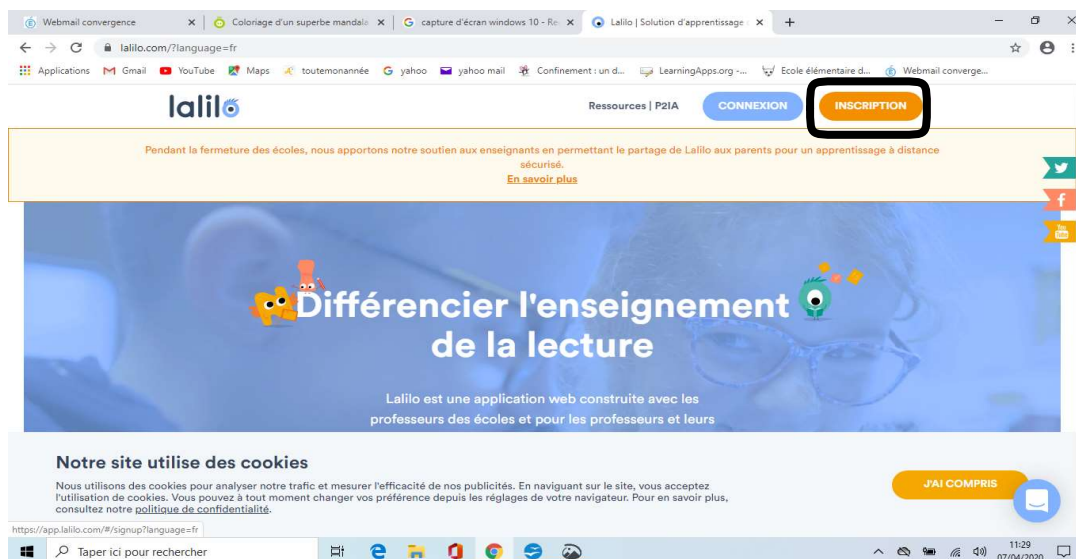 Webmail convergence
Coloriage d'un superbe mandala
capture d'écran windows 10 - Re
Lalilo | Solution d'apprentissage
lalilo.com/?language=fr
Applications Gmail YouTube Maps toutemonannée yahoo yahoo mail Confinement : un d... LearningApps.org -... Ecole élémentaire d... Webmail converge...
lalilo Ressources | P2IA CONNEXION INSCRIPTION
Pendant la fermeture des écoles, nous apportons notre soutien aux enseignants en permettant le partage de Lalilo aux parents pour un apprentissage à distance
sécurisé.
En savoir plus
Différencier l'enseignement
de la lecture
Lalilo est une application web construite avec les
professeurs des écoles et pour les professeurs et leurs
Notre site utilise des cookies
Nous utilisons des cookies pour analyser notre trafic et mesurer l'efficacité de nos publicités. En naviguant sur le site, vous acceptez
l'utilisation de cookies. Vous pouvez à tout moment changer vos préférence depuis les réglages de votre navigateur. Pour en savoir plus,
consultez notre politique de confidentialité.
J'AI COMPRIS
https://app.lalilo.com/#/signup?language=fr
Taper ici pour rechercher
11:29
07/04/2020